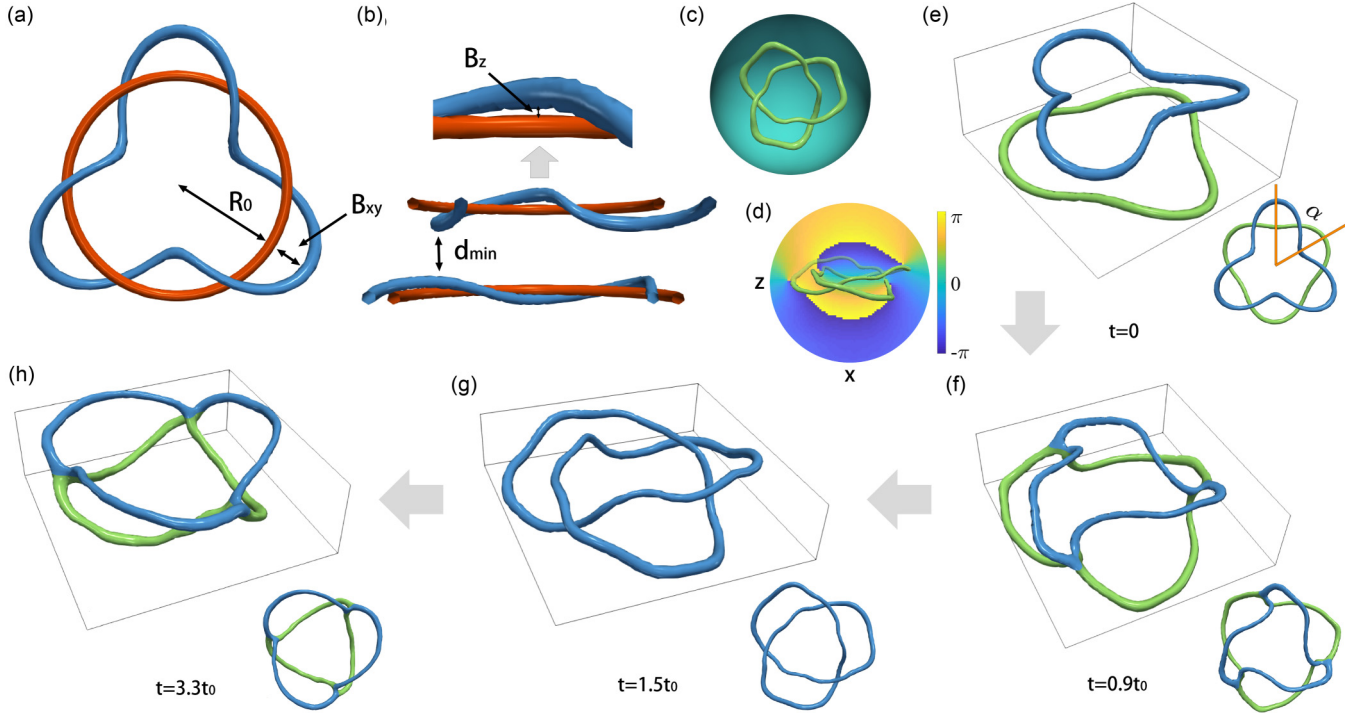 (a)
R0
Bxy
(b)
Bz
dmin
(c)
(d)
z
x
π
0
-π
(e)
α
t=0
(h)
t=3.3t0
(g)
t=1.5t0
(f)
t=0.9t0